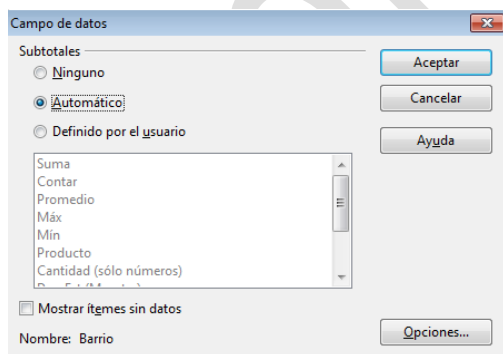 Campo de datos
Subtotales
Ninguno
Automático
Definido por el usuario
Suma
Contar
Promedio
Máx
Mín
Producto
Cantidad (sólo números)
Mostrar ítemes sin datos
Nombre: Barrio
Aceptar
Cancelar
Ayuda
Opciones...